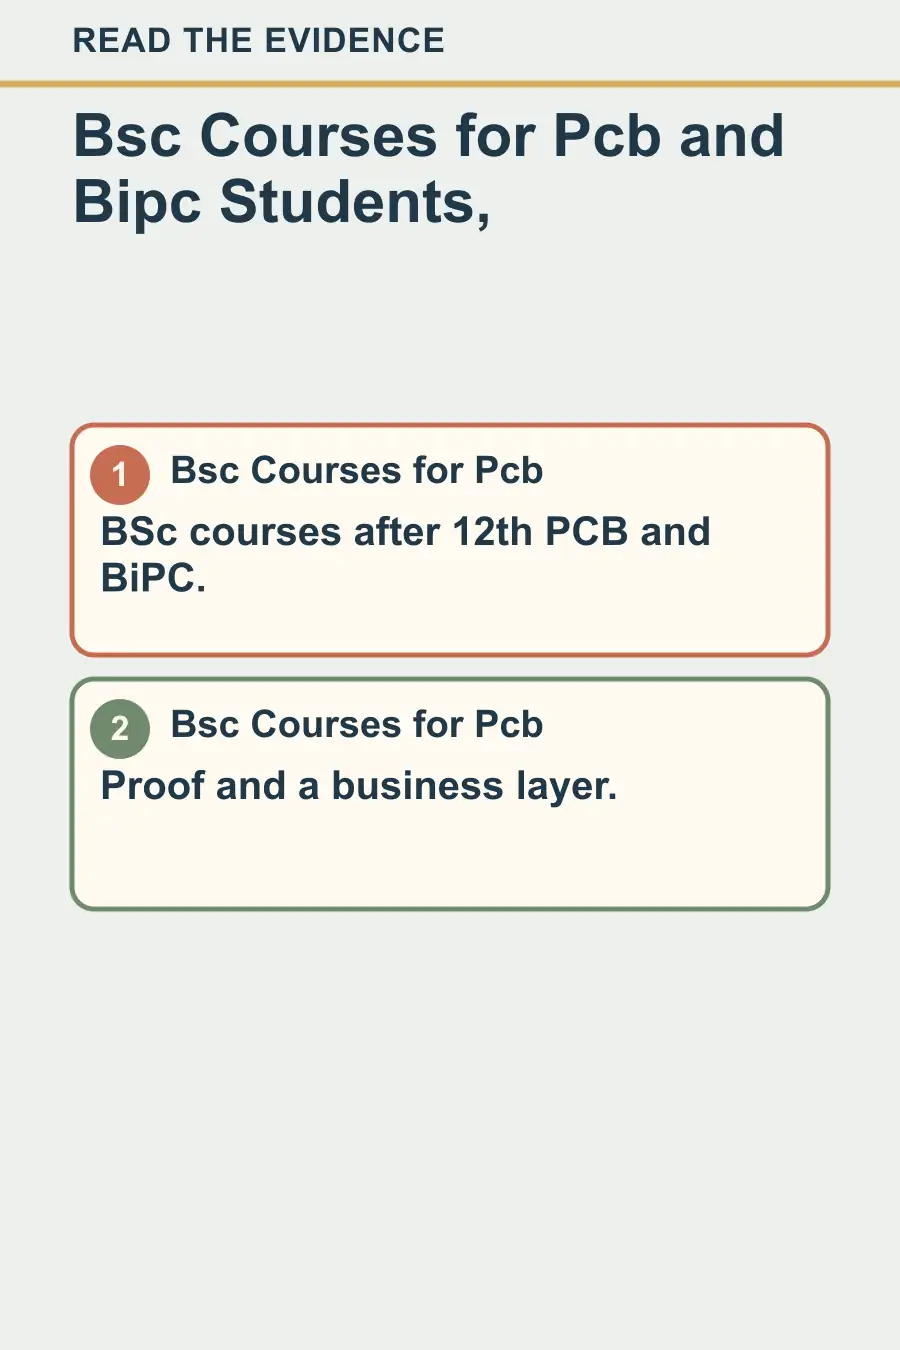 READ THE EVIDENCE
Bsc Courses for Pcb and
Bipc Students,
1 Bsc Courses for Pcb
BSc courses after 12th PCB and
BiPC.
2 Bsc Courses for Pcb
Proof and a business layer.